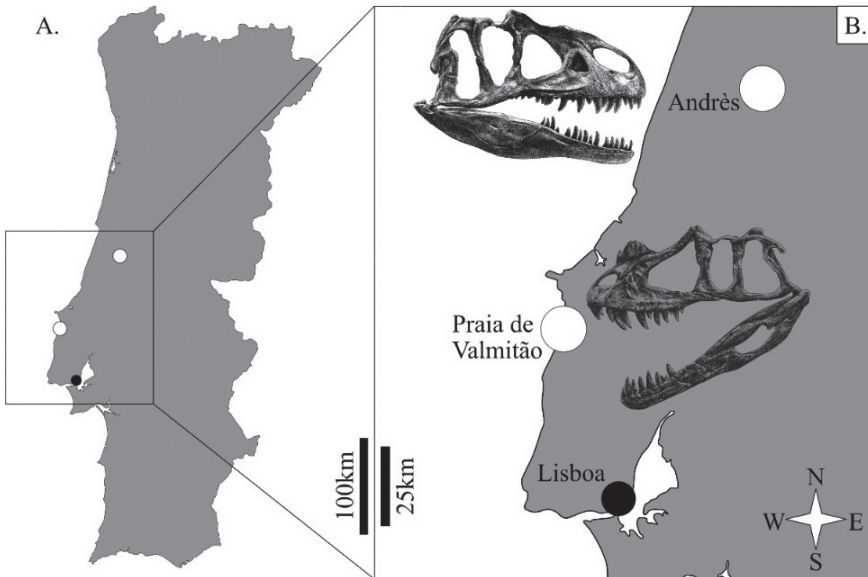 A.
B.
Andrès
Praia de
Valmitão
Lisboa
100km
25km
N
W E
S